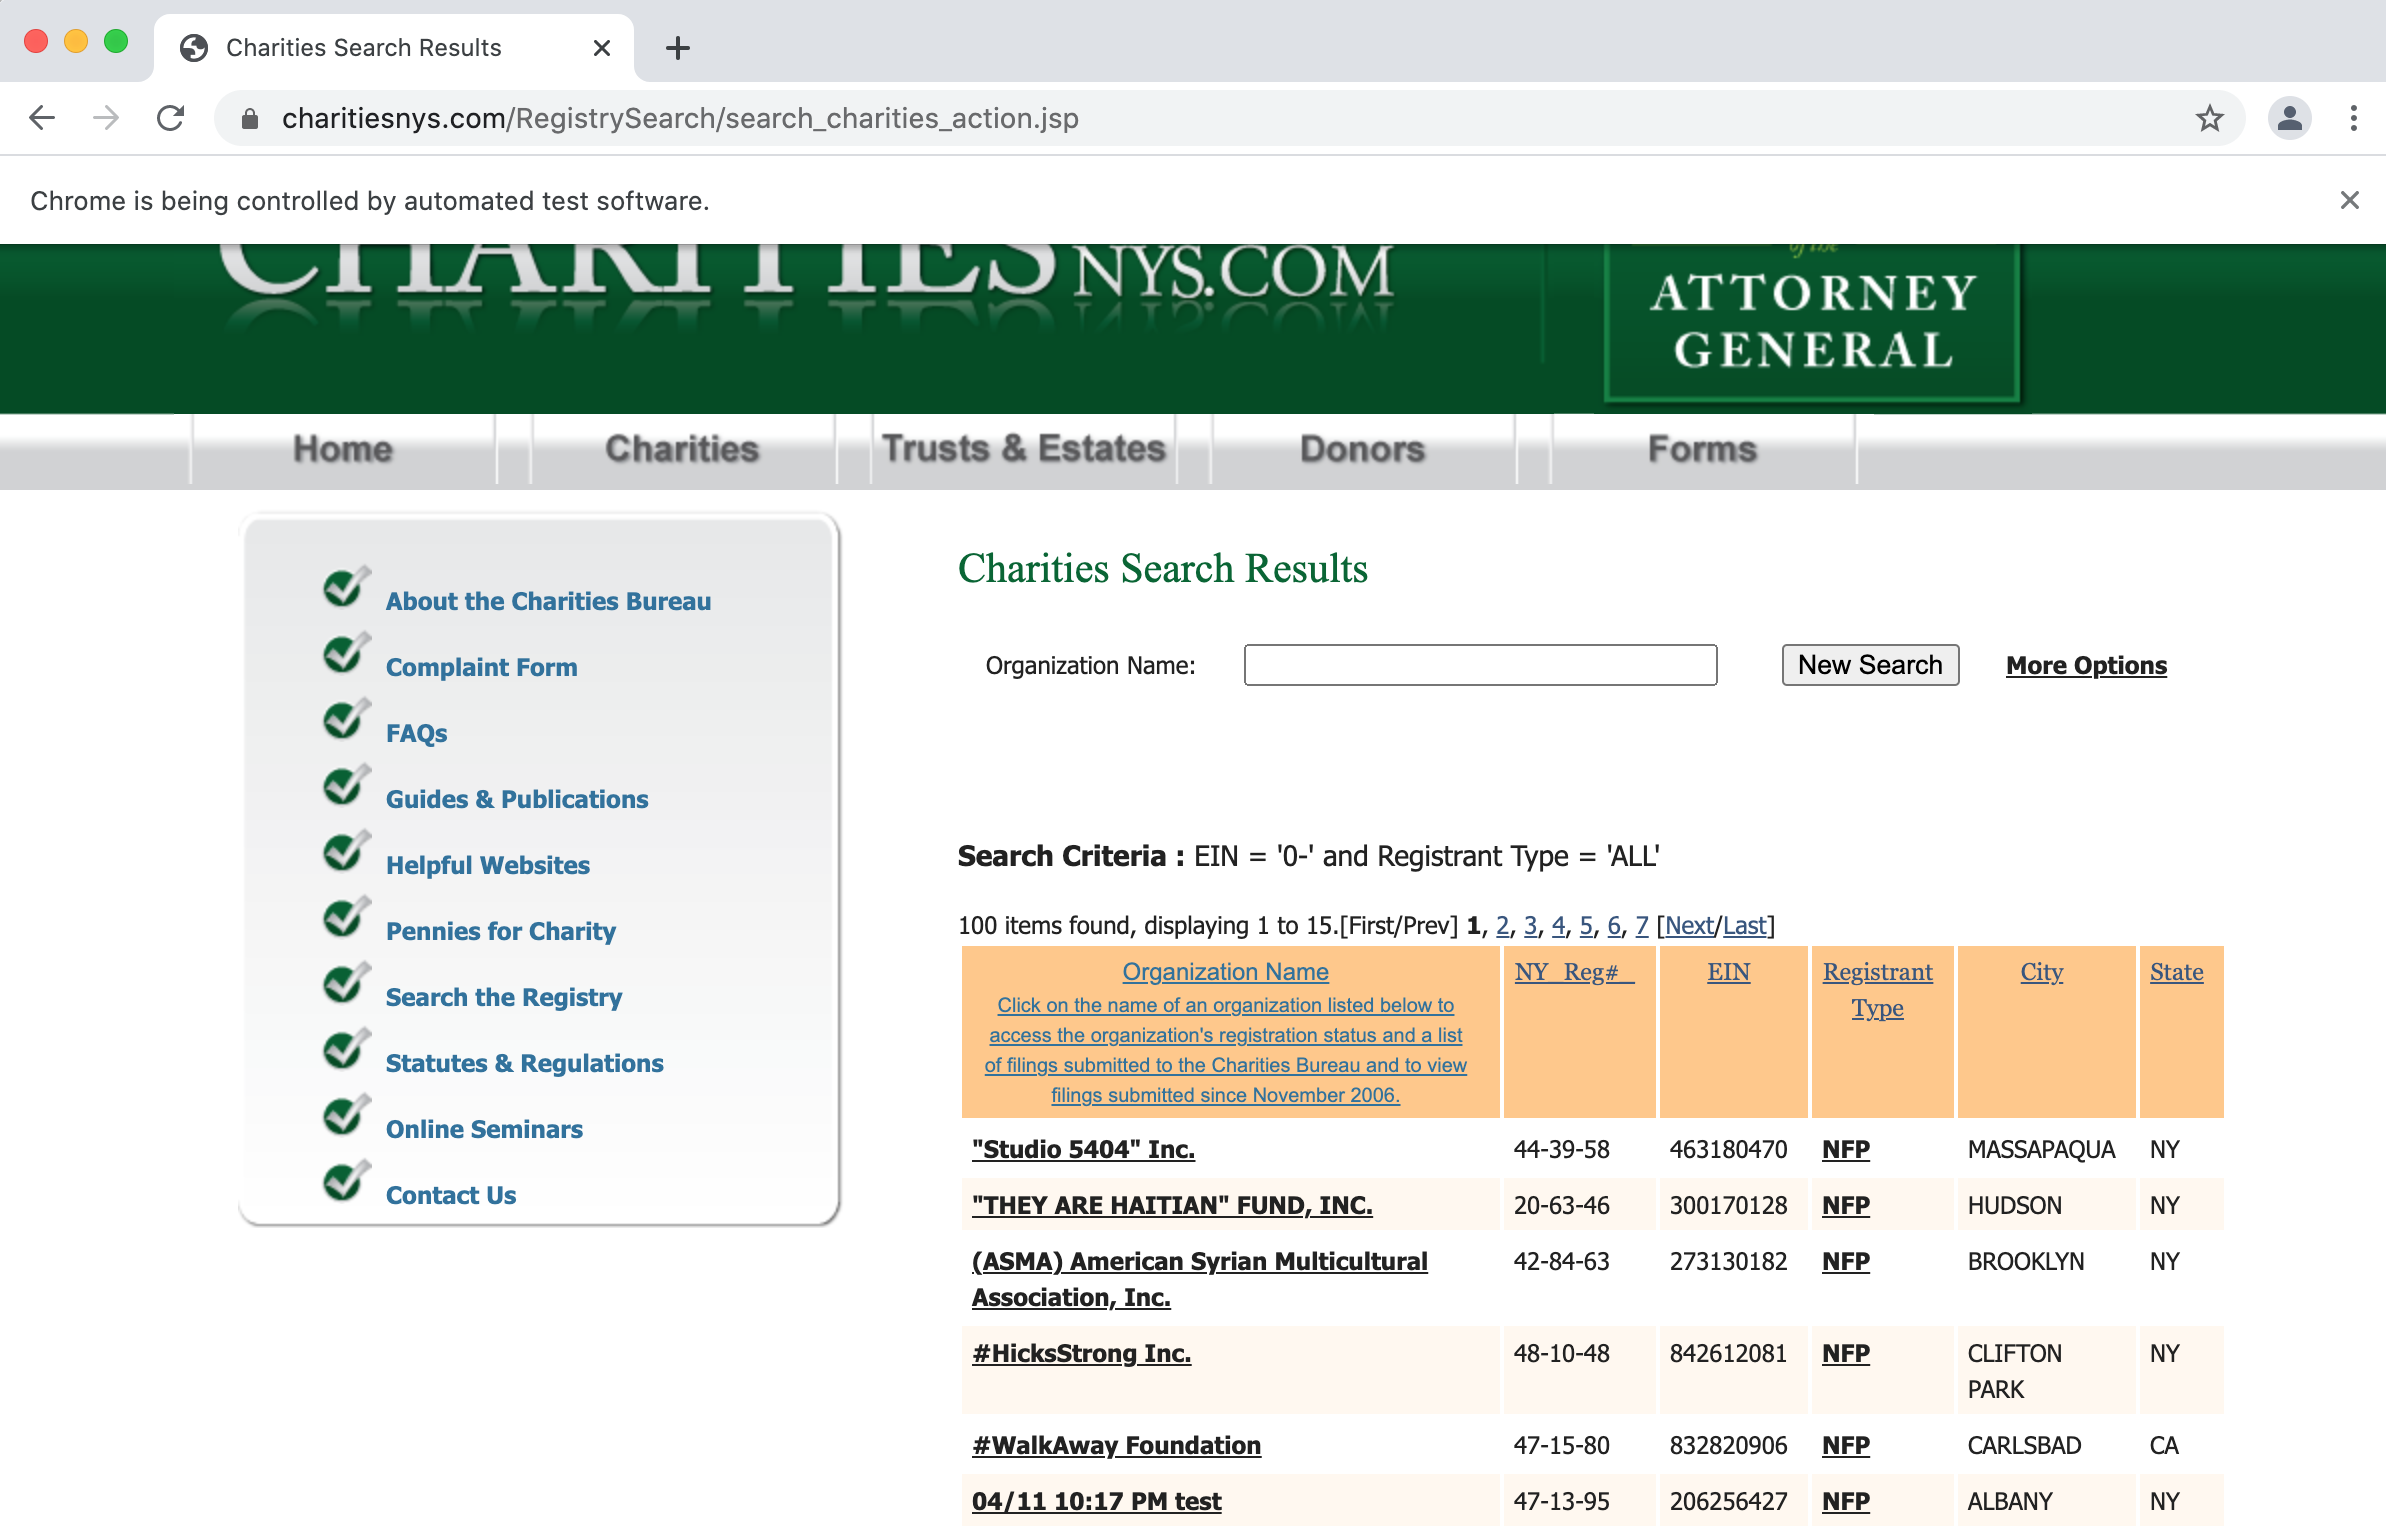 Charities Search Results
charitiesnys.com/RegistrySearch/search_charities_action.jsp
Chrome is being controlled by automated test software.
CHARITIESNYS.COM
of the
ATTORNEY
GENERAL
Home Charities Trusts & Estates Donors Forms
About the Charities Bureau
Complaint Form
FAQs
Guides & Publications
Helpful Websites
Pennies for Charity
Search the Registry
Statutes & Regulations
Online Seminars
Contact Us
Charities Search Results
Organization Name: New Search More Options
Search Criteria : EIN = '0-' and Registrant Type = 'ALL'
100 items found, displaying 1 to 15.[First/Prev] 1, 2, 3, 4, 5, 6, 7 [Next/Last]
Organization Name NY_Reg#_ EIN Registrant City State
Click on the name of an organization listed below to Type
access the organization's registration status and a list
of filings submitted to the Charities Bureau and to view
filings submitted since November 2006.
"Studio 5404" Inc. 44-39-58 463180470 NFP MASSAPAQUA NY
"THEY ARE HAITIAN" FUND, INC. 20-63-46 300170128 NFP HUDSON NY
(ASMA) American Syrian Multicultural 42-84-63 273130182 NFP BROOKLYN NY
Association, Inc.
#HicksStrong Inc. 48-10-48 842612081 NFP CLIFTON NY
PARK
#WalkAway Foundation 47-15-80 832820906 NFP CARLSBAD CA
04/11 10:17 PM test 47-13-95 206256427 NFP ALBANY NY